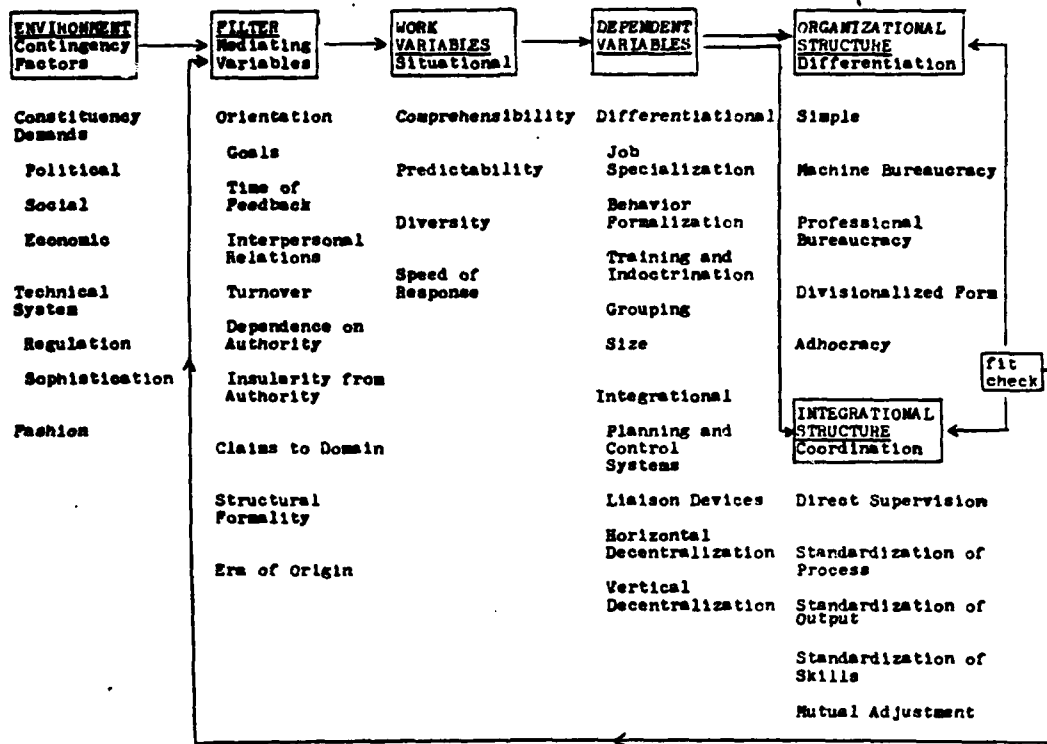 ENVIRONMENT
Contingency
Factors
Constituency
Demands
Political
Social
Economic
Technical
System
Regulation
Sophistication
Fashion
FILTER
Mediating
Variables
Orientation
Goals
Time of
Feedback
Interpersonal
Relations
Turnover
Dependence on
Authority
Insularity from
Authority
Claims to Domain
Structural
Formality
Era of Origin
WORK
VARIABLES
Situational
Comprehensibility
Predictability
Diversity
Speed of
Response
DEPENDENT
VARIABLES
Differentiational
Job
Specialization
Behavior
Formalization
Training and
Indoctrination
Grouping
Size
Integrational
Planning and
Control
Systems
Liaison Devices
Horizontal
Decentralization
Vertical
Decentralization
ORGANIZATIONAL
STRUCTURE
Differentiation
Simple
Machine Bureaucracy
Professional
Bureaucracy
Divisionalized Form
Adhocracy
fit
check
INTEGRATIONAL
STRUCTURE
Coordination
Direct Supervision
Standardization of
Process
Standardization of
Output
Standardization of
Skills
Mutual Adjustment